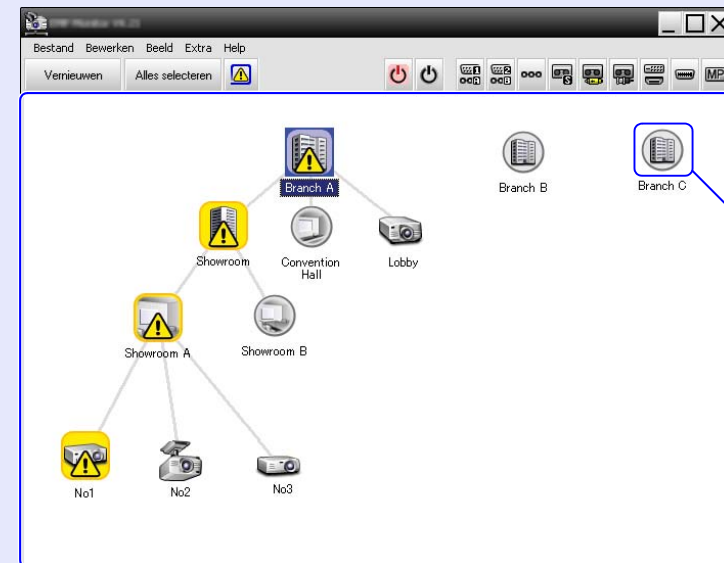 Bestand Bewerken Beeld Extra Help
Vernieuwen Alles selecteren
MP
Branch A
Branch B
Branch C
Showroom
Convention
Hall
Lobby
Showroom A
Showroom B
No1
No2
No3